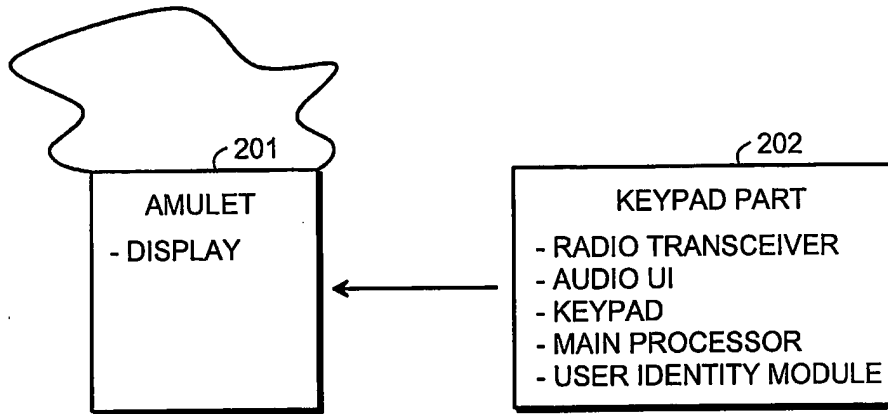 201
AMULET
- DISPLAY
202
KEYPAD PART
- RADIO TRANSCEIVER
- AUDIO UI
- KEYPAD
- MAIN PROCESSOR
- USER IDENTITY MODULE